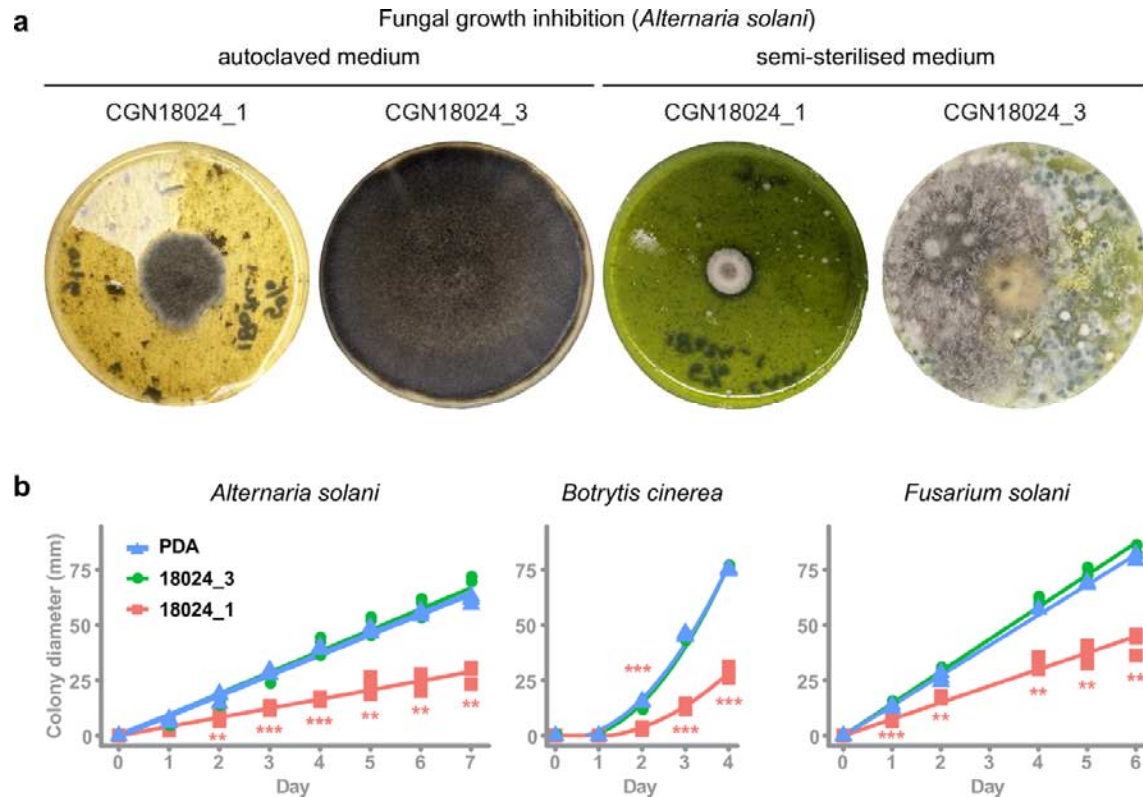 a
Fungal growth inhibition (Alternaria solani)
autoclaved medium
semi-sterilised medium
CGN18024_1
CGN18024_3
CGN18024_1
CGN18024_3
b
Alternaria solani
Botrytis cinerea
Fusarium solani
Colony diameter (mm)
75
50
25
0
PDA
18024_3
18024_1
** *** *** ** ** **
0 1 2 3 4 5 6 7
Day
75
50
25
0
***
*** ***
0 1 2 3 4
Day
75
50
25
0
*** ** ** ** **
0 1 2 3 4 5 6
Day